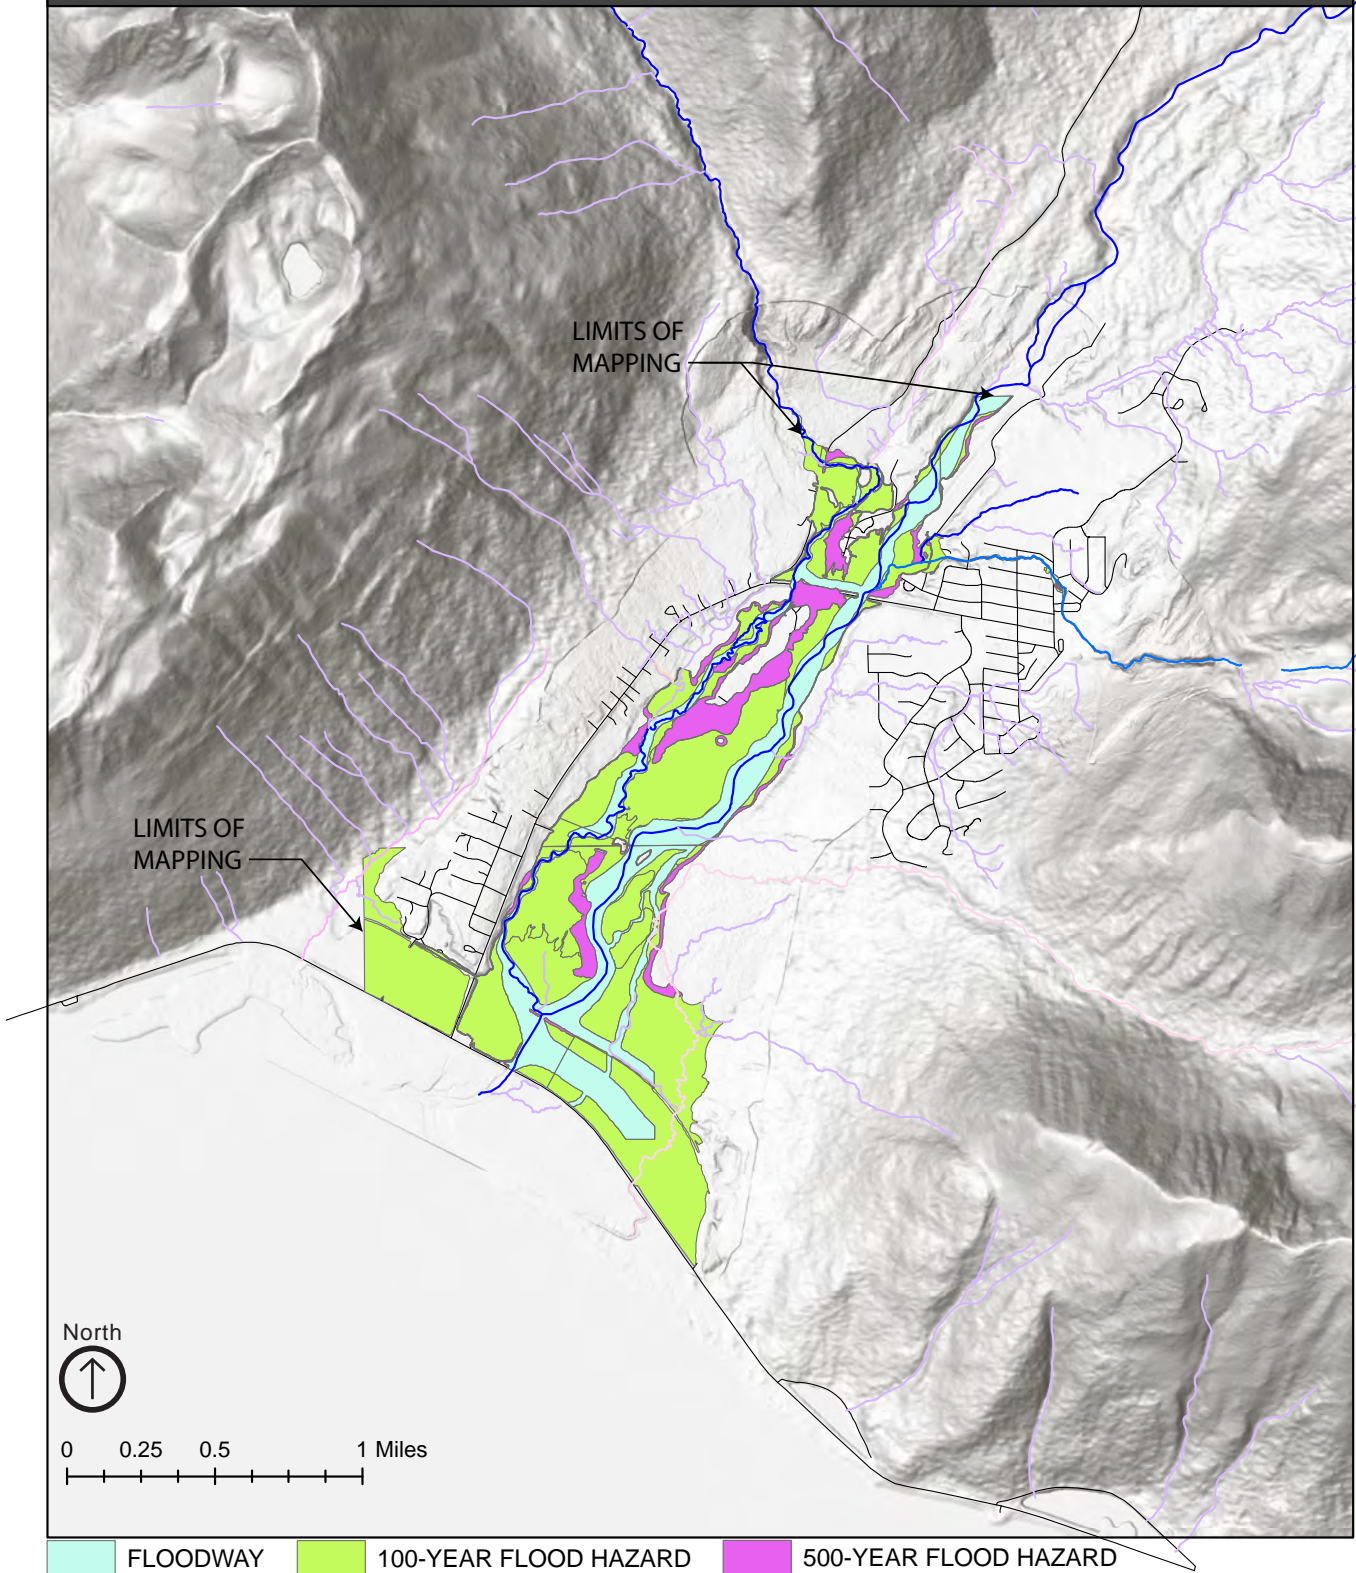 LIMITS OF
MAPPING
LIMITS OF
MAPPING
North
0 0.25 0.5 1 Miles
FLOODWAY 100-YEAR FLOOD HAZARD 500-YEAR FLOOD HAZARD